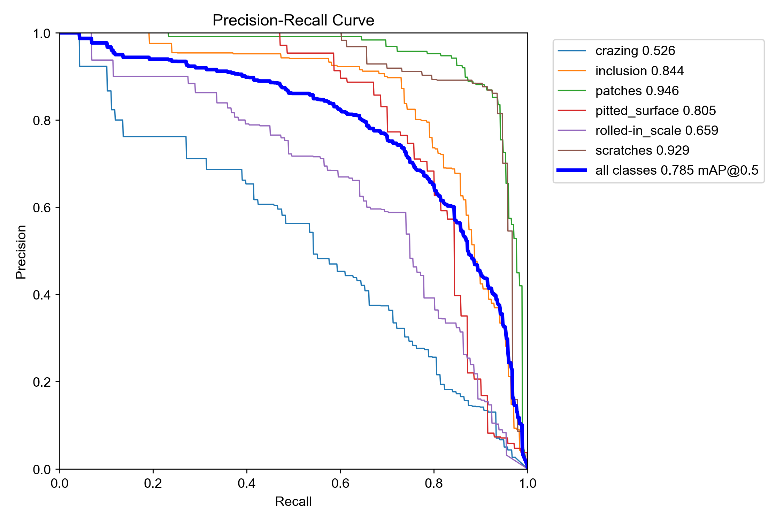 Precision-Recall Curve
1.0
0.8
0.6
0.4
0.2
0.0
Precision
0.0 0.2 0.4 0.6 0.8 1.0
Recall
crazing 0.526
inclusion 0.844
patches 0.946
pitted_surface 0.805
rolled-in_scale 0.659
scratches 0.929
all classes 0.785 mAP@0.5